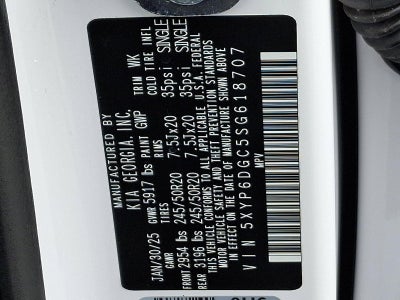 MANUFACTURED BY
KIA GEORGIA, INC.
JAN/30/25 GVWR 5917 lbs PAINT GWP TRIM WK
GAWR TIRES RIMS COLD TIRE INFL
FRONT 2954 lbs 245/50R20 7.5Jx20 35psi SINGLE
REAR 3196 lbs 245/50R20 7.5Jx20 35psi SINGLE
THIS VEHICLE CONFORMS TO ALL APPLICABLE U.S.A. FEDERAL
MOTOR VEHICLE SAFETY AND THEFT PREVENTION STANDARDS
IN EFFECT ON THE DATE OF MANUFACTURE SHOWN ABOVE
VIN 5XYP6DGC5SG618707
MPV